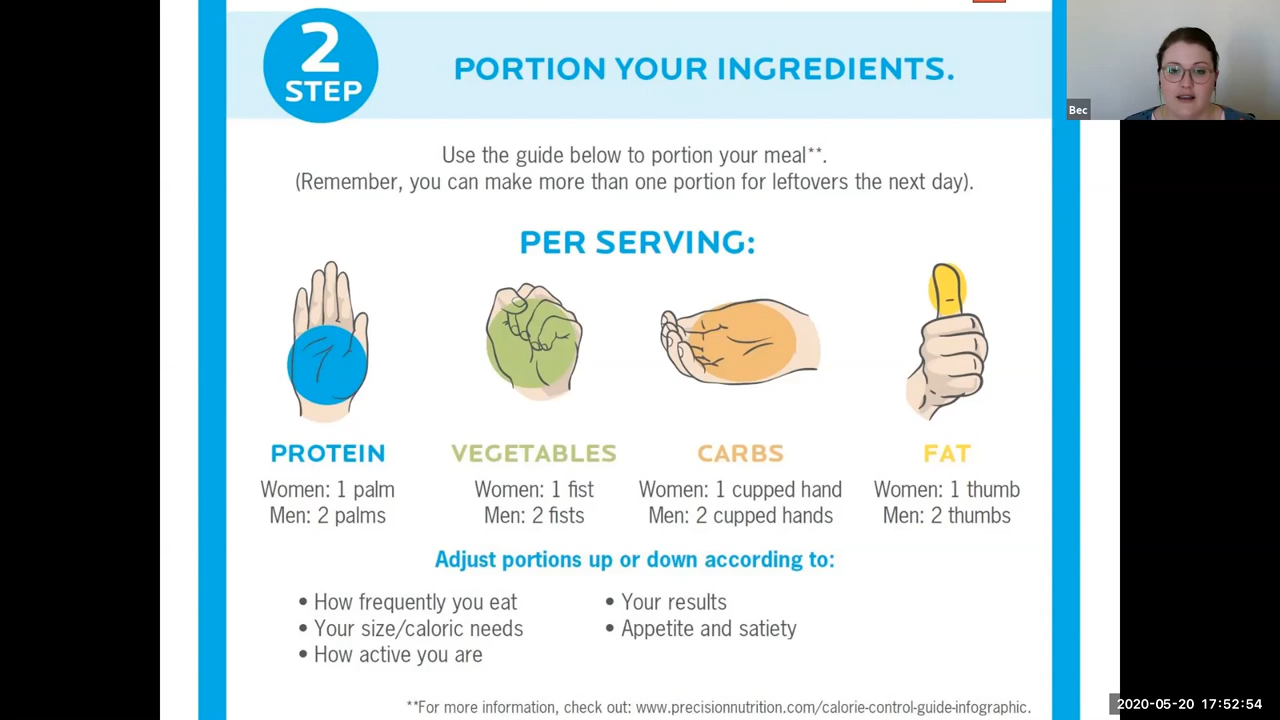 2
STEP
PORTION YOUR INGREDIENTS.
Bec
Use the guide below to portion your meal**.
(Remember, you can make more than one portion for leftovers the next day).
PER SERVING:
PROTEIN
Women: 1 palm
Men: 2 palms
VEGETABLES
Women: 1 fist
Men: 2 fists
CARBS
Women: 1 cupped hand
Men: 2 cupped hands
FAT
Women: 1 thumb
Men: 2 thumbs
Adjust portions up or down according to:
• How frequently you eat
• Your size/caloric needs
• How active you are
• Your results
• Appetite and satiety
**For more information, check out: www.precisionnutrition.com/calorie-control-guide-infographic.
2020-05-20 17:52:54